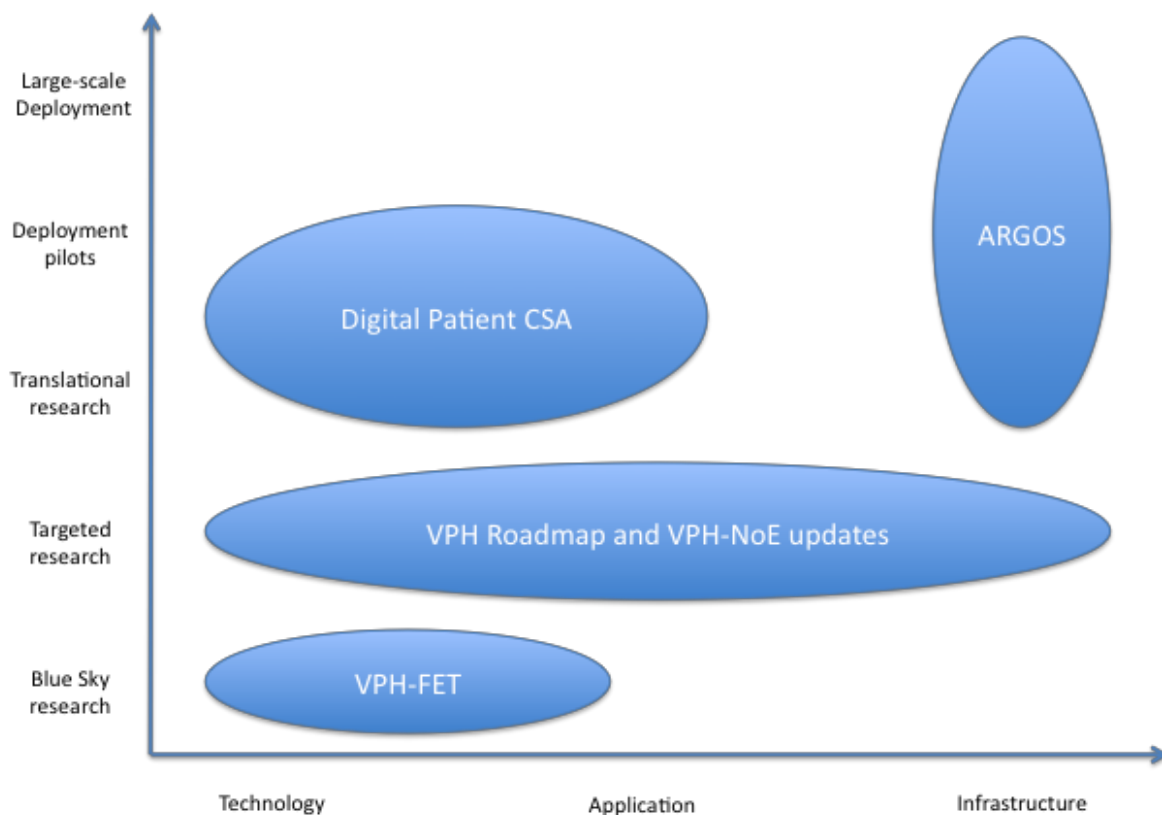 Large-scale
Deployment
Deployment
pilots
ARGOS
Digital Patient CSA
Translational
research
Targeted
research
VPH Roadmap and VPH-NoE updates
Blue Sky
research
VPH-FET
Technology
Application
Infrastructure